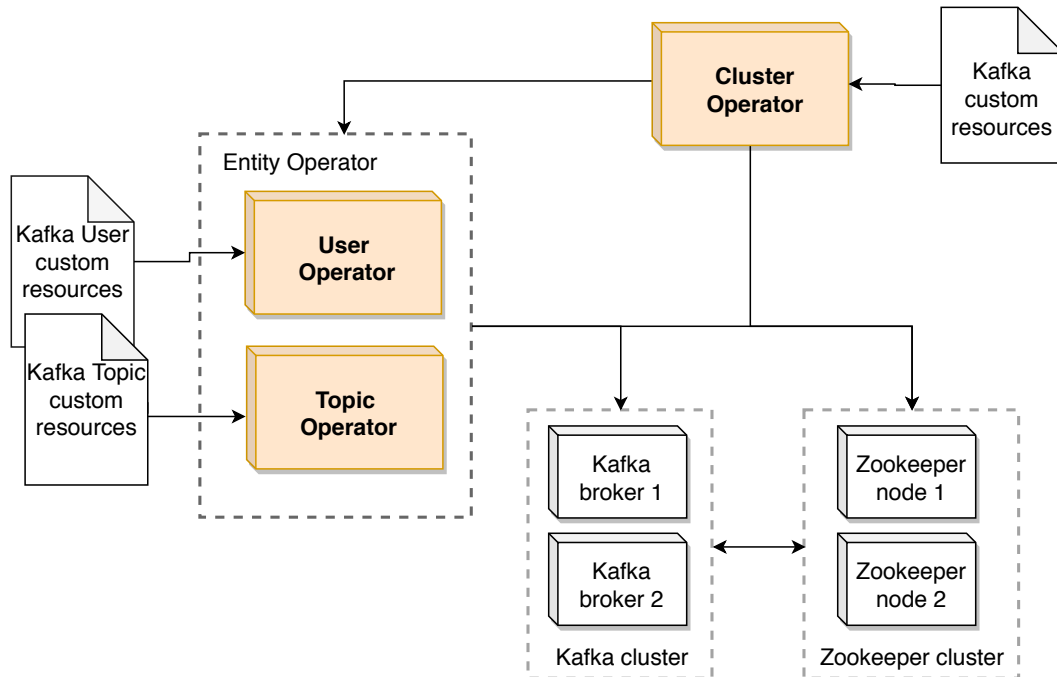 Cluster
Operator
Kafka
custom
resources
Entity Operator
User
Operator
Kafka User
custom
resources
Kafka Topic
custom
resources
Topic
Operator
Kafka
broker 1
Zookeeper
node 1
Kafka
broker 2
Zookeeper
node 2
Kafka cluster
Zookeeper cluster